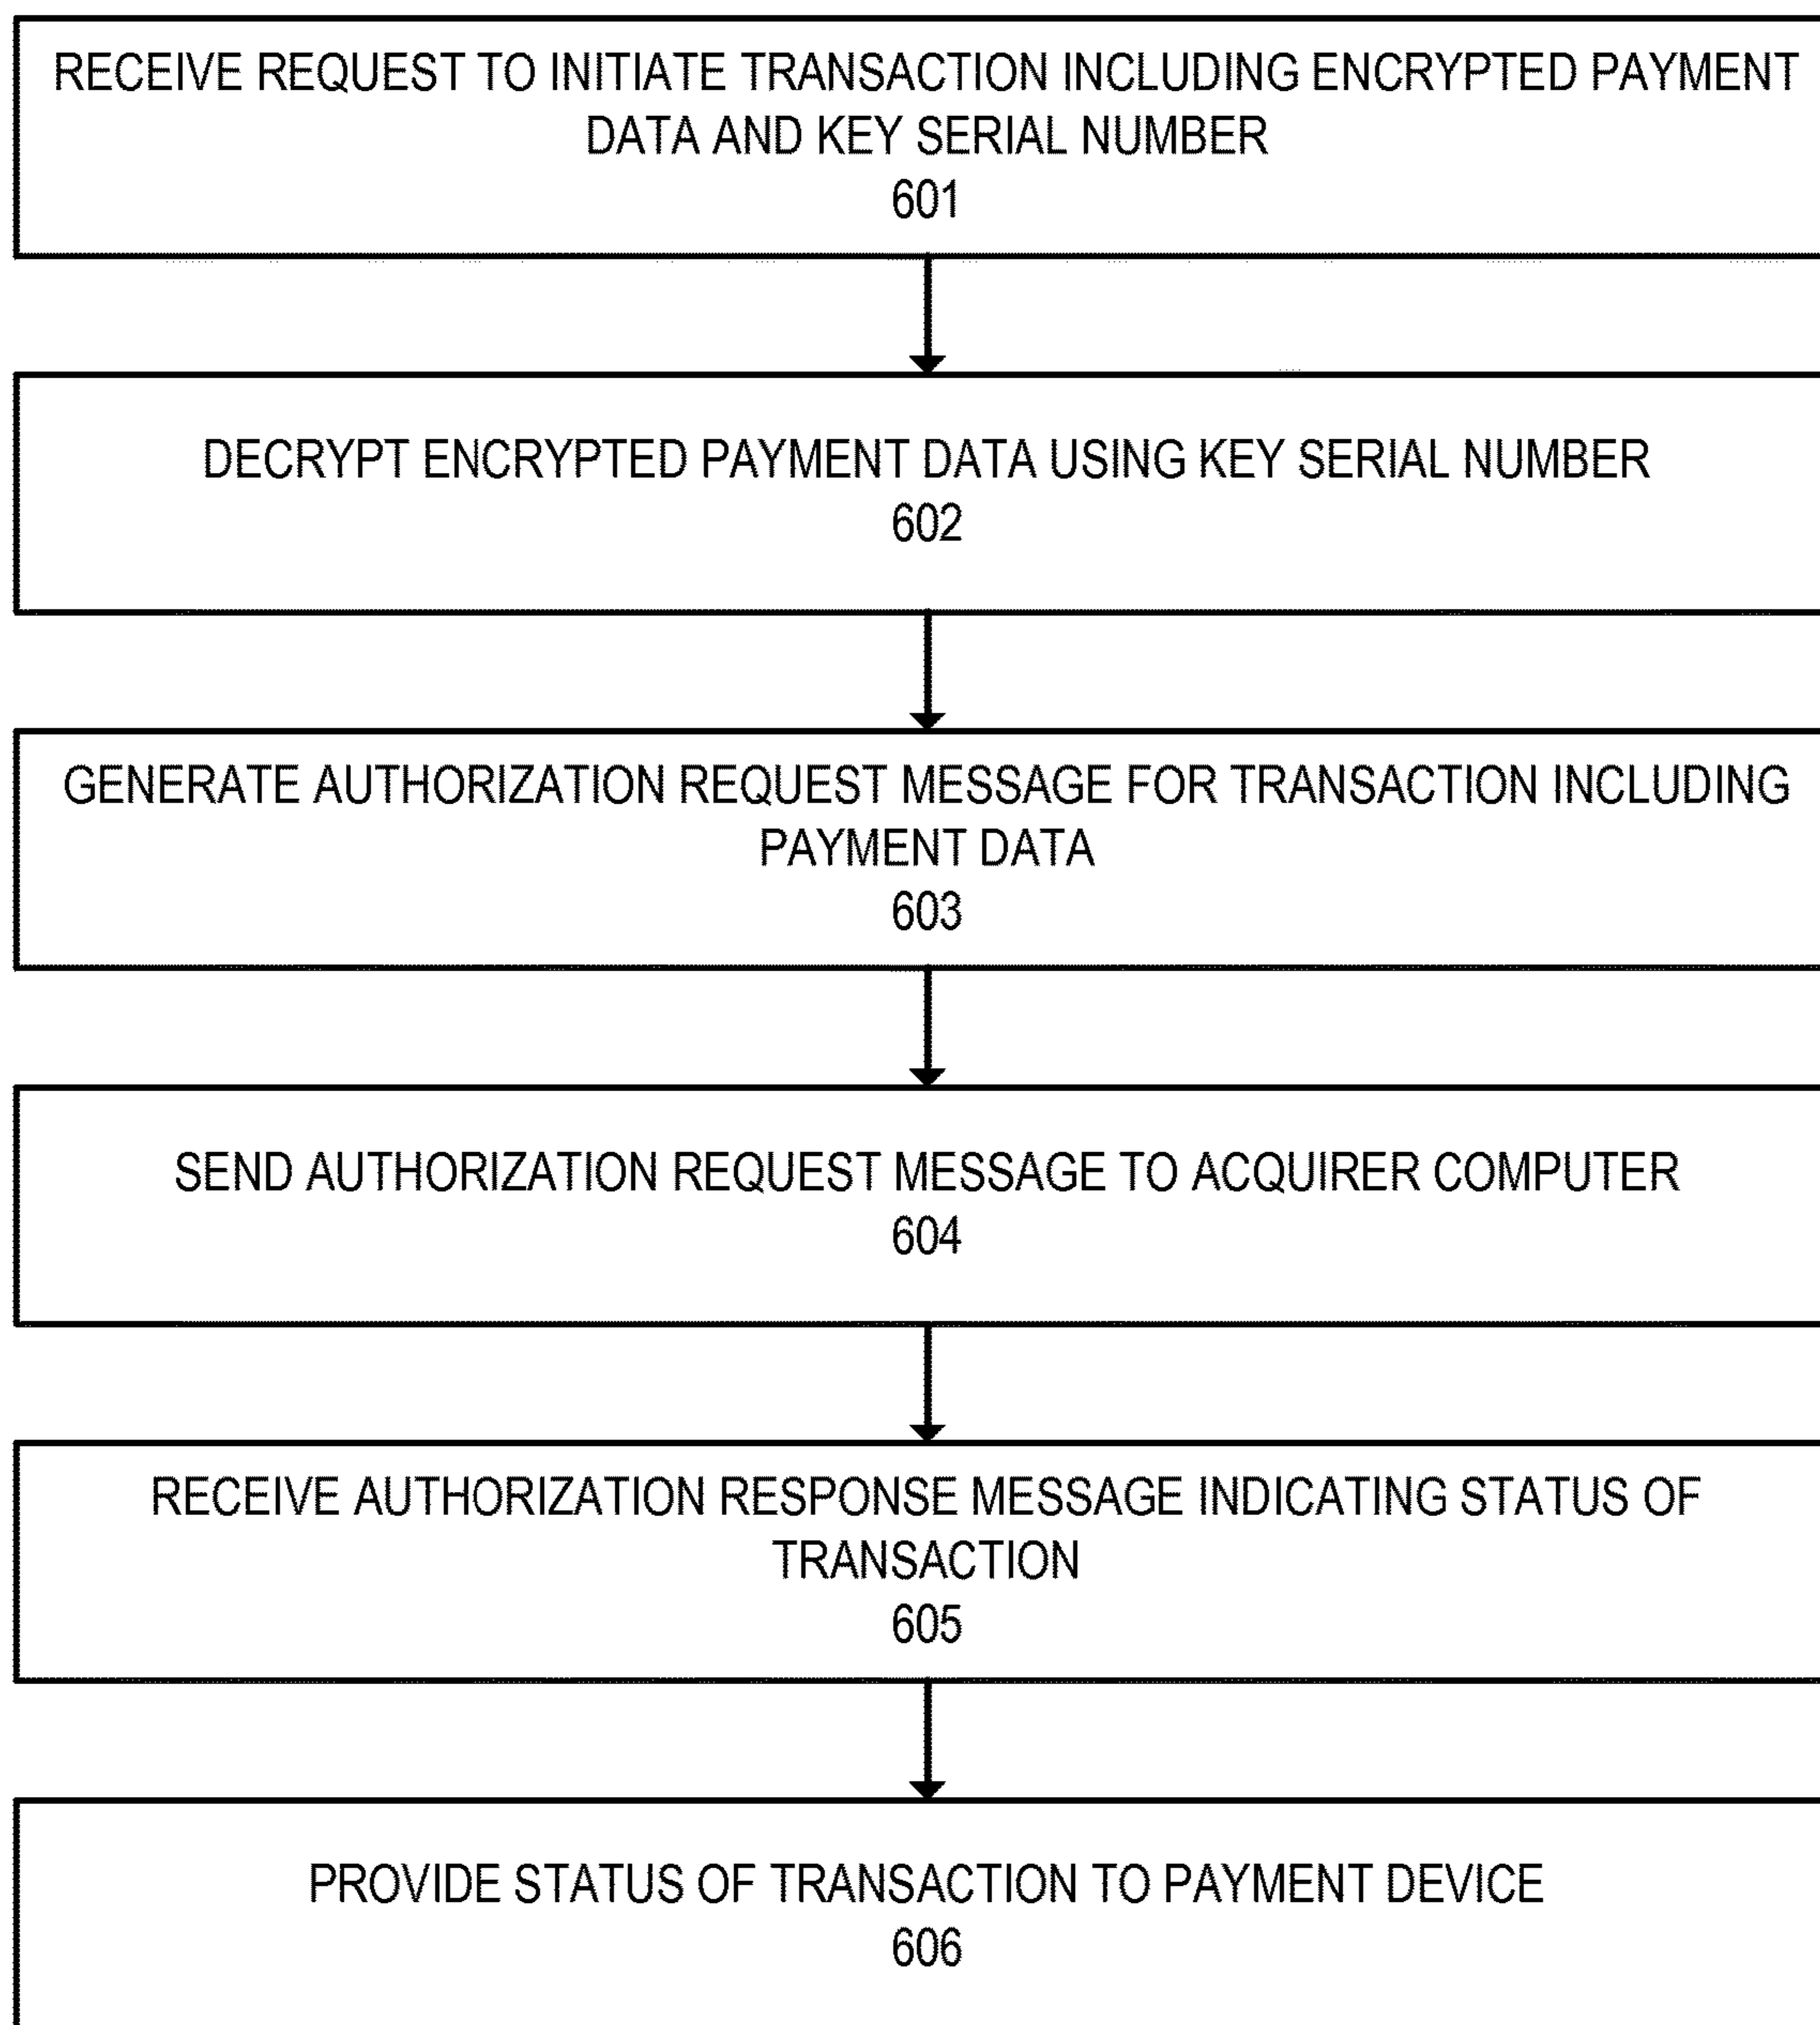 RECEIVE REQUEST TO INITIATE TRANSACTION INCLUDING ENCRYPTED PAYMENT
DATA AND KEY SERIAL NUMBER
601
DECRYPT ENCRYPTED PAYMENT DATA USING KEY SERIAL NUMBER
602
GENERATE AUTHORIZATION REQUEST MESSAGE FOR TRANSACTION INCLUDING
PAYMENT DATA
603
SEND AUTHORIZATION REQUEST MESSAGE TO ACQUIRER COMPUTER
604
RECEIVE AUTHORIZATION RESPONSE MESSAGE INDICATING STATUS OF
TRANSACTION
605
PROVIDE STATUS OF TRANSACTION TO PAYMENT DEVICE
606